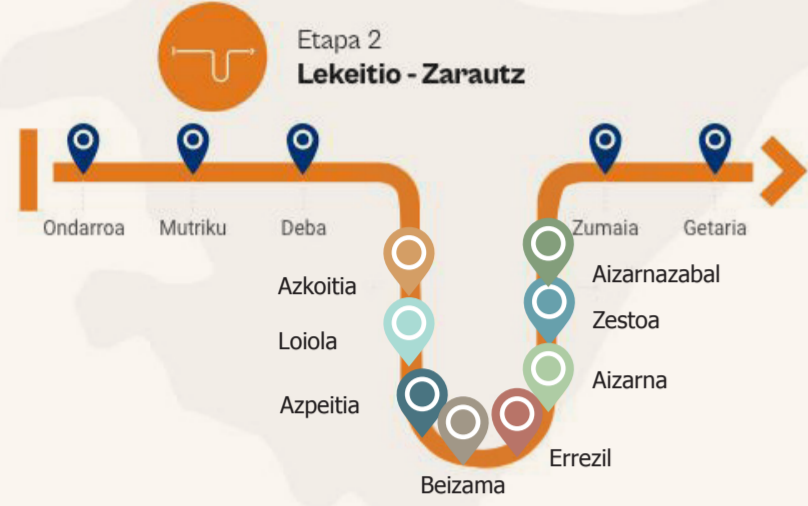 Etapa 2
Lekeitio - Zarautz
Ondarroa
Mutriku
Deba
Azkoitia
Loiola
Azpeitia
Beizama
Errezil
Aizarna
Zestoa
Aizarnazabal
Zumaia
Getaria